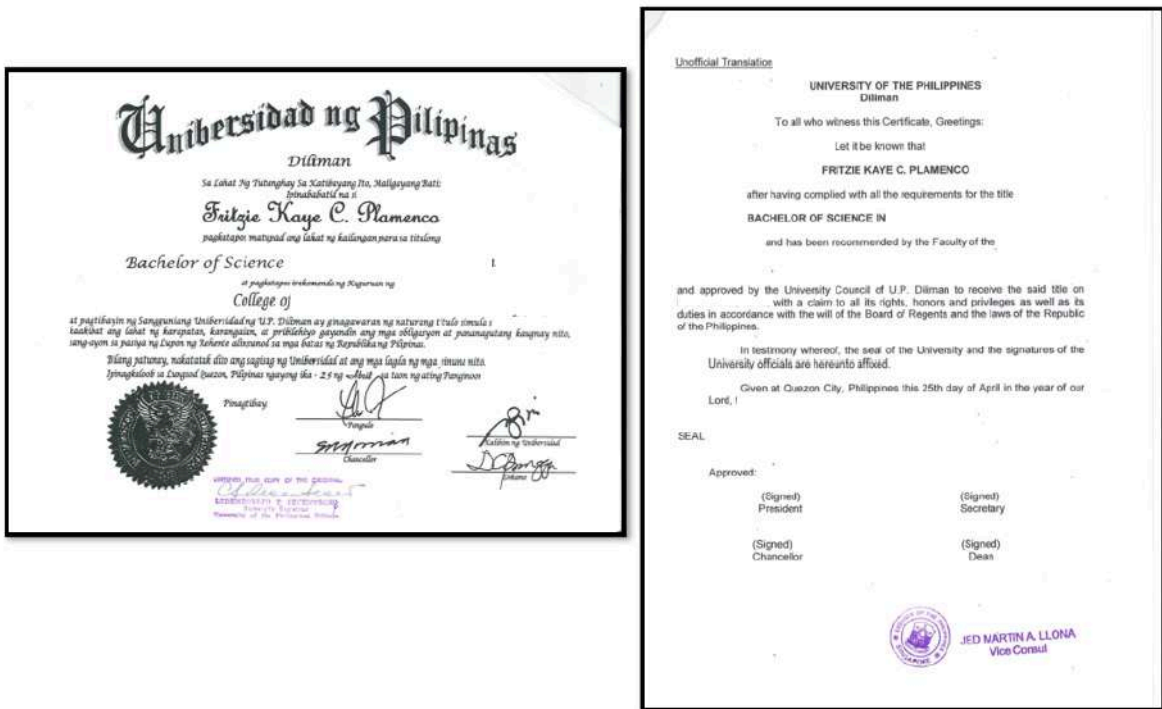 Unibersidad ng Pilipinas
Diliman
Sa Lahat Ng Tutunghay Sa Katibayang Ito, Maligayang Bati:
Ipinababatid na si
Fritzie Kaye C. Plamenco
pagkatapos matupad ang lahat ng kailangan para sa titulong
Bachelor of Science
at pagkatapos irekomenda ng Kaguruan ng
College of
at pagtibayin ng Sangguniang Unibersidad ng U.P. Diliman ay ginagawaran ng naturang titulo simula
kaakibat ang lahat ng karapatan, karangalan, at pribilehiyo gayundin ang mga obligasyon at pananagutang kaugnay nito,
sang-ayon sa pasiya ng Lupon ng Rehente alinsunod sa mga batas ng Republika ng Pilipinas.
Bilang patunay, nakatatak dito ang sagisag ng Unibersidad at ang mga lagda ng mga pinuno nito.
Ipinagkaloob sa Lungsod Quezon, Pilipinas ngayong ika - 25 ng Abril sa taon ng ating Panginoon
Pinagtibay:
Pangulo
Kalihim ng Unibersidad
Chancellor
CERTIFIED TRUE COPY OF THE ORIGINAL
University of the Philippines Diliman
Unofficial Translation
UNIVERSITY OF THE PHILIPPINES
Diliman
To all who witness this Certificate, Greetings:
Let it be known that
FRITZIE KAYE C. PLAMENCO
after having complied with all the requirements for the title
BACHELOR OF SCIENCE IN
and has been recommended by the Faculty of the
and approved by the University Council of U.P. Diliman to receive the said title on
with a claim to all its rights, honors and privileges as well as its
duties in accordance with the will of the Board of Regents and the laws of the Republic
of the Philippines.
In testimony whereof, the seal of the University and the signatures of the
University officials are hereunto affixed.
Given at Quezon City, Philippines this 25th day of April in the year of our
Lord,
SEAL
Approved:
(Signed) (Signed)
President Secretary
(Signed) (Signed)
Chancellor Dean
JED MARTIN A. LLONA
Vice Consul